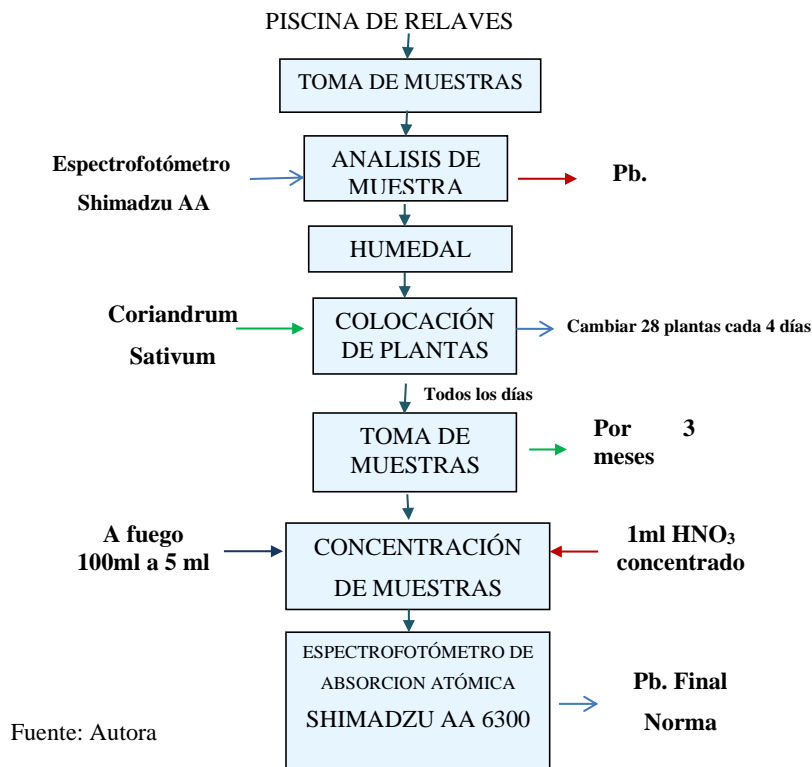 PISCINA DE RELAVES
TOMA DE MUESTRAS
Espectrofotómetro
Shimadzu AA
ANALISIS DE
MUESTRA
Pb.
HUMEDAL
Coriandrum
Sativum
COLOCACIÓN
DE PLANTAS
Cambiar 28 plantas cada 4 días
Todos los días
TOMA DE
MUESTRAS
Por 3
meses
A fuego
100ml a 5 ml
CONCENTRACIÓN
DE MUESTRAS
1ml HNO₃
concentrado
ESPECTROFOTÓMETRO DE
ABSORCION ATÓMICA
SHIMADZU AA 6300
Pb. Final
Norma
Fuente: Autora